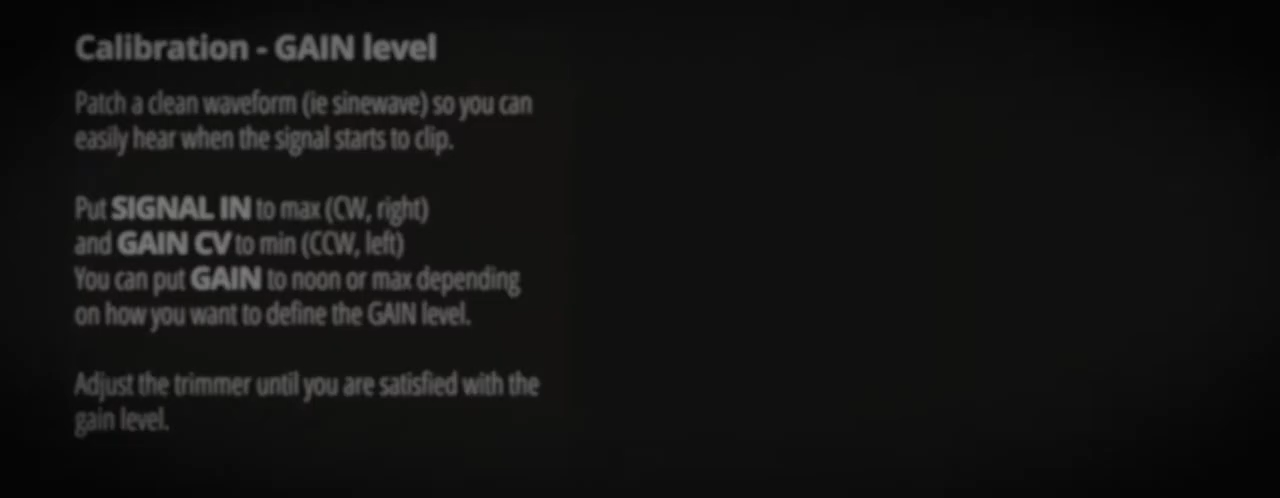 Calibration - GAIN level
Patch a clean waveform (ie sinewave) so you can
easily hear when the signal starts to clip.
Put SIGNAL IN to max (CW, right)
and GAIN CV to min (CCW, left)
You can put GAIN to noon or max depending
on how you want to define the GAIN level.
Adjust the trimmer until you are satisfied with the
gain level.